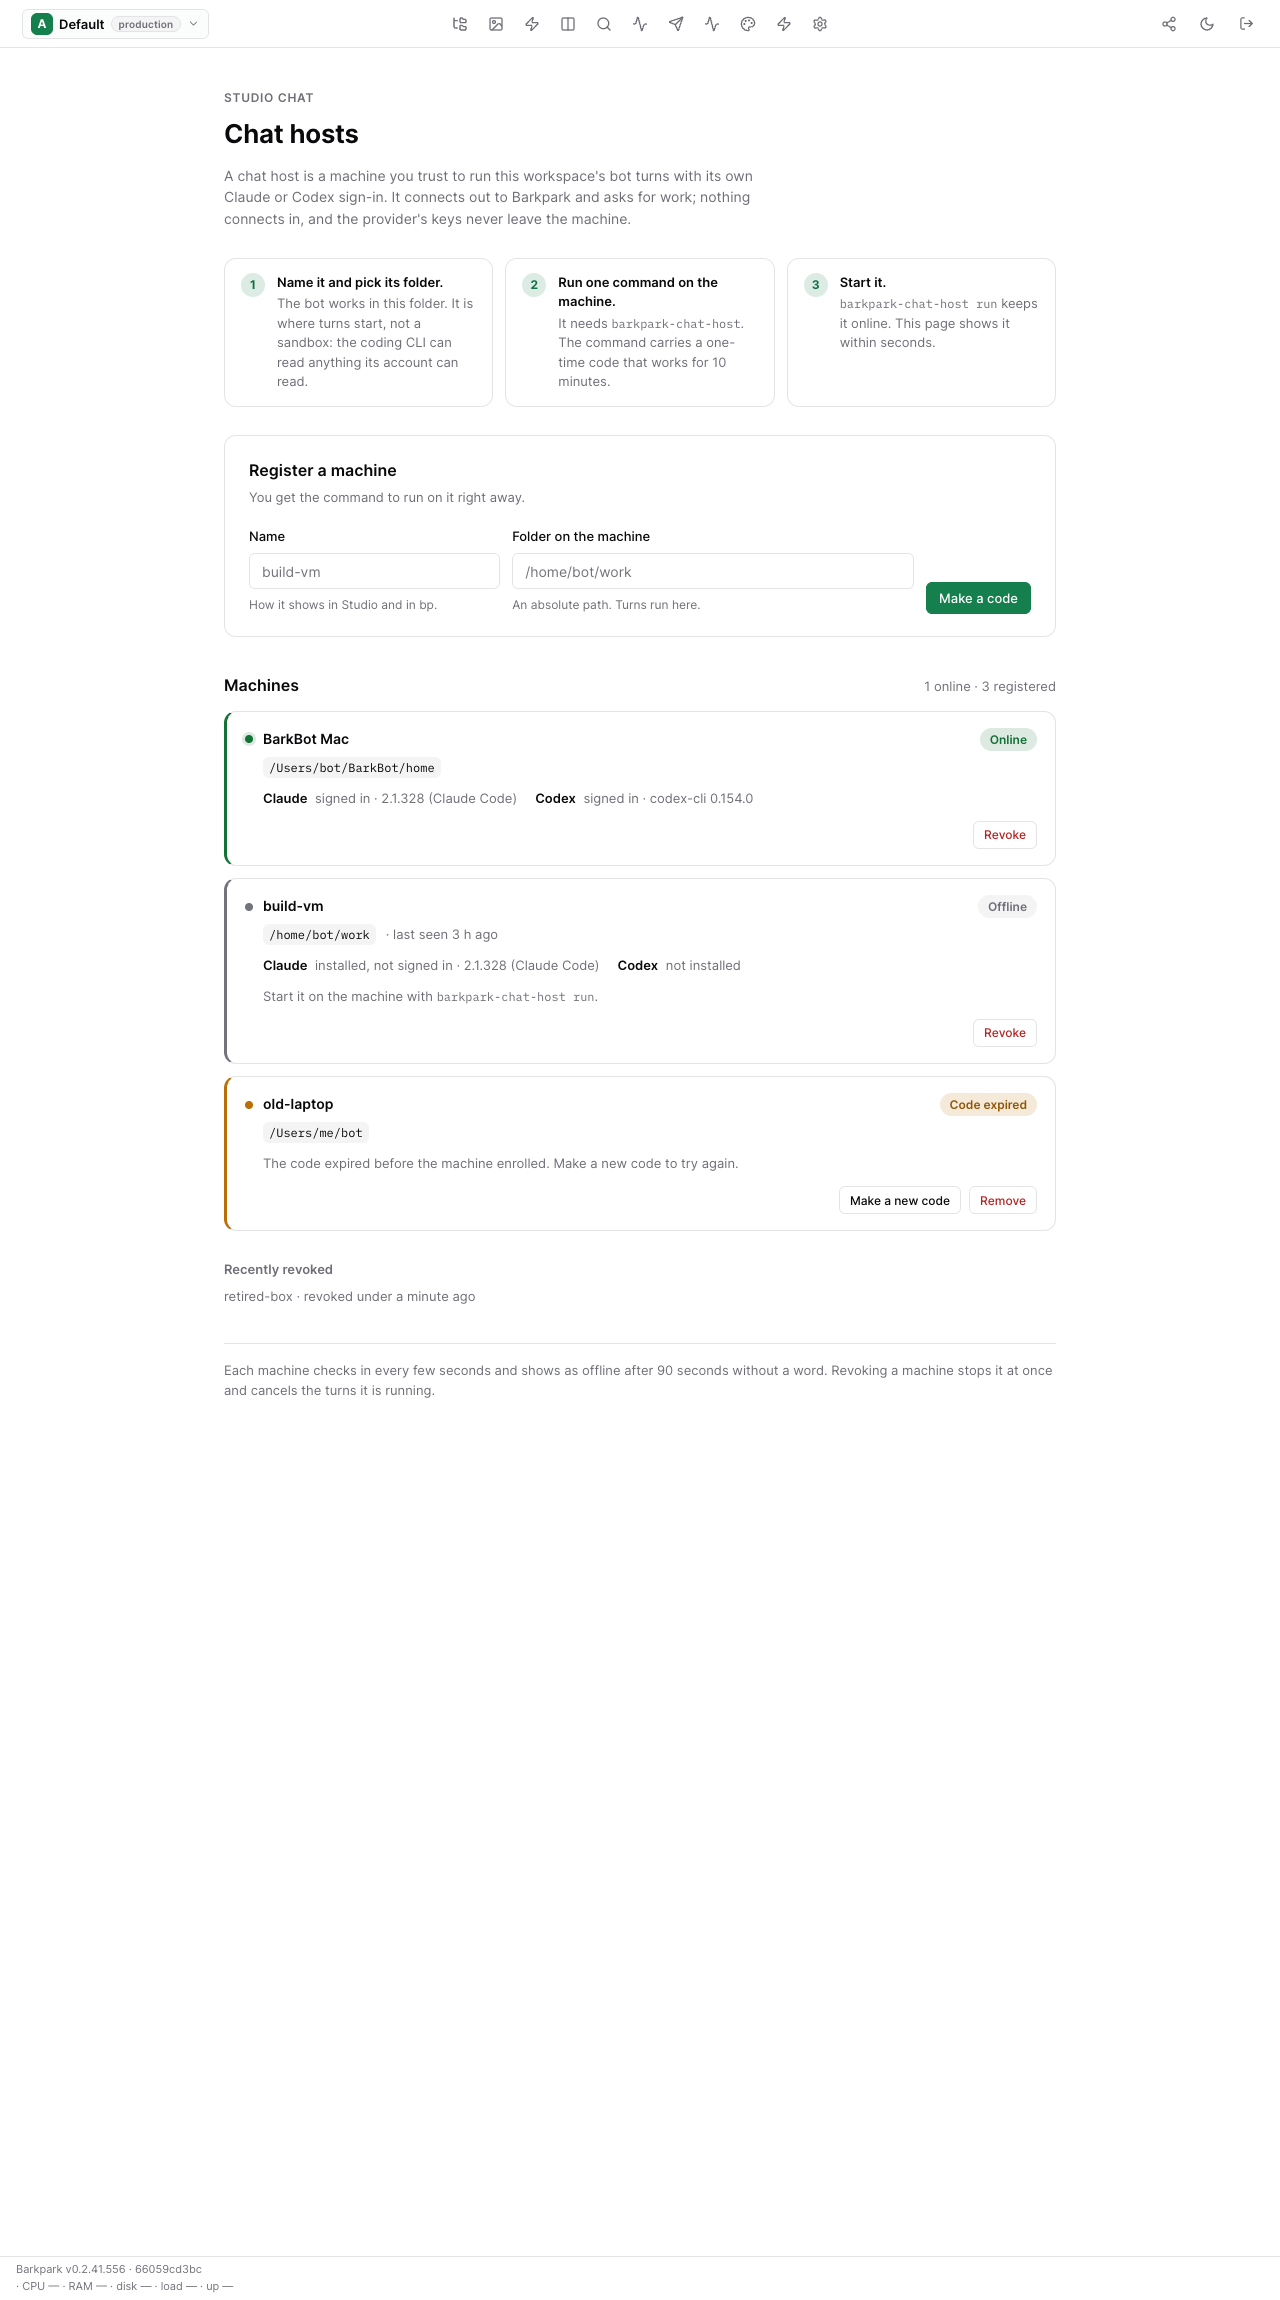 A Default production
STUDIO CHAT
Chat hosts
A chat host is a machine you trust to run this workspace's bot turns with its own
Claude or Codex sign-in. It connects out to Barkpark and asks for work; nothing
connects in, and the provider's keys never leave the machine.
1 Name it and pick its folder.
The bot works in this folder. It is
where turns start, not a
sandbox: the coding CLI can
read anything its account can
read.
2 Run one command on the
machine.
It needs barkpark-chat-host.
The command carries a one-
time code that works for 10
minutes.
3 Start it.
barkpark-chat-host run keeps
it online. This page shows it
within seconds.
Register a machine
You get the command to run on it right away.
Name
build-vm
How it shows in Studio and in bp.
Folder on the machine
/home/bot/work
An absolute path. Turns run here.
Make a code
Machines
1 online · 3 registered
BarkBot Mac
Online
/Users/bot/BarkBot/home
Claude signed in · 2.1.328 (Claude Code) Codex signed in · codex-cli 0.154.0
Revoke
build-vm
Offline
/home/bot/work · last seen 3 h ago
Claude installed, not signed in · 2.1.328 (Claude Code) Codex not installed
Start it on the machine with barkpark-chat-host run.
Revoke
old-laptop
Code expired
/Users/me/bot
The code expired before the machine enrolled. Make a new code to try again.
Make a new code
Remove
Recently revoked
retired-box · revoked under a minute ago
Each machine checks in every few seconds and shows as offline after 90 seconds without a word. Revoking a machine stops it at once
and cancels the turns it is running.
Barkpark v0.2.41.556 · 66059cd3bc
· CPU — · RAM — · disk — · load — · up —